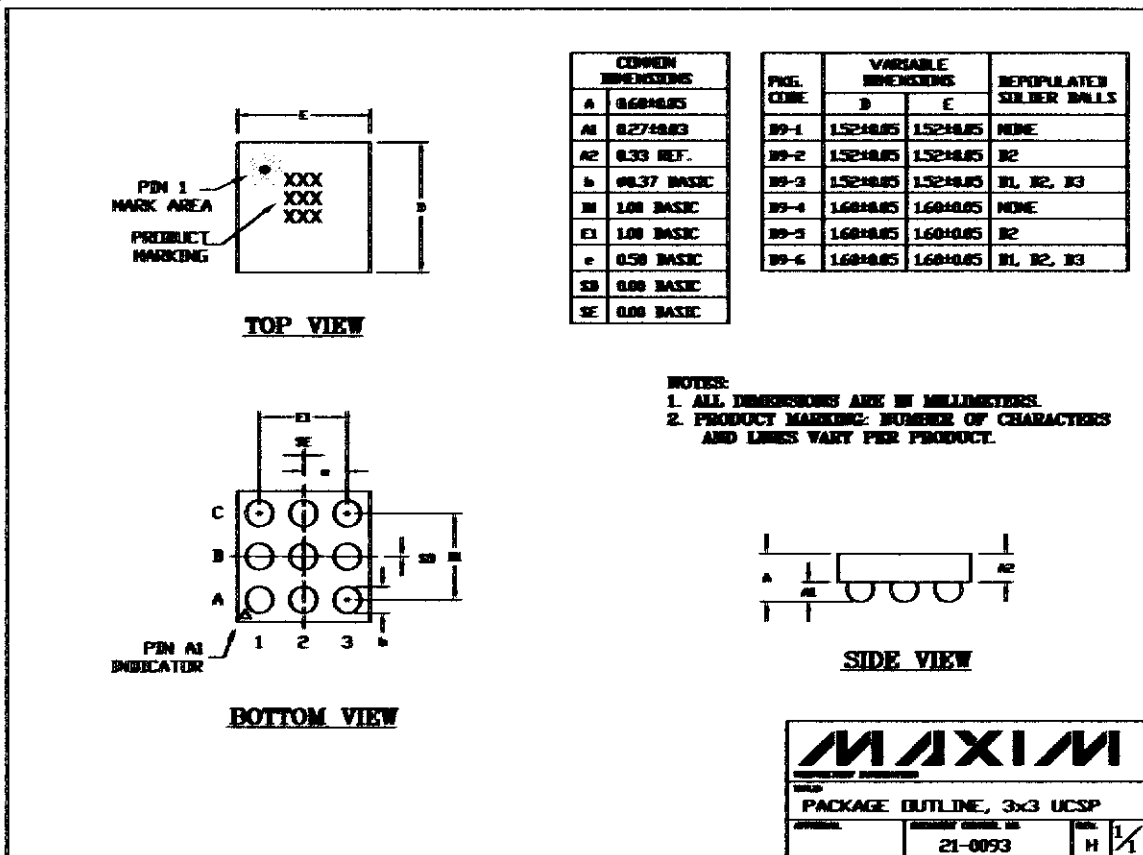 E
D
PIN 1
MARK AREA
XXX
XXX
XXX
PRODUCT
MARKING
TOP VIEW
COMMON
DIMENSIONS
A 0.60±0.05
A1 0.27±0.03
A2 0.33 REF.
b ø0.37 BASIC
D1 1.00 BASIC
E1 1.00 BASIC
e 0.50 BASIC
SD 0.00 BASIC
SE 0.00 BASIC
PKG. CODE
VARIABLE
DIMENSIONS
D E
DEPOPULATED
SOLDER BALLS
B9-1 1.52±0.05 1.52±0.05 NONE
B9-2 1.52±0.05 1.52±0.05 B2
B9-3 1.52±0.05 1.52±0.05 B1, B2, B3
B9-4 1.60±0.05 1.60±0.05 NONE
B9-5 1.60±0.05 1.60±0.05 B2
B9-6 1.60±0.05 1.60±0.05 B1, B2, B3
NOTES:
1. ALL DIMENSIONS ARE IN MILLIMETERS.
2. PRODUCT MARKING: NUMBER OF CHARACTERS
AND LINES VARY PER PRODUCT.
E1
SE
e
C
B
SD
D1
A
b
1 2 3
PIN A1
INDICATOR
BOTTOM VIEW
A
A1
A2
SIDE VIEW
MAXIM
PROPRIETARY INFORMATION
TITLE:
PACKAGE OUTLINE, 3x3 UCSP
APPROVAL
DOCUMENT CONTROL NO.
21-0093
REV.
H
1/1